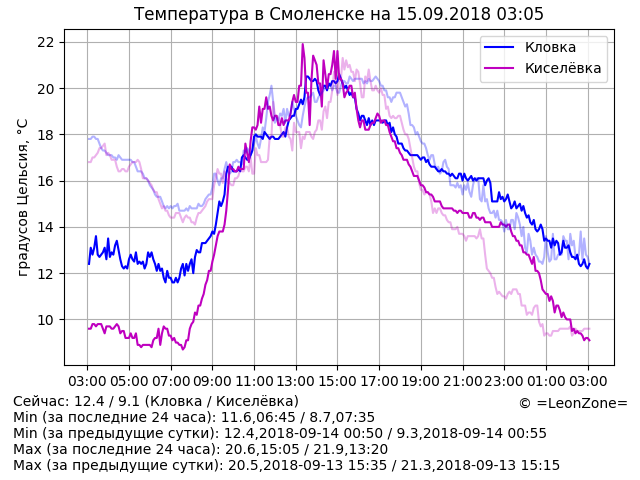 Температура в Смоленске на 15.09.2018 03:05
градусов Цельсия, °C
22
20
18
16
14
12
10
Кловка
Киселёвка
03:00 05:00 07:00 09:00 11:00 13:00 15:00 17:00 19:00 21:00 23:00 01:00 03:00
Сейчас: 12.4 / 9.1 (Кловка / Киселёвка)
© =LeonZone=
Min (за последние 24 часа): 11.6,06:45 / 8.7,07:35
Min (за предыдущие сутки): 12.4,2018-09-14 00:50 / 9.3,2018-09-14 00:55
Max (за последние 24 часа): 20.6,15:05 / 21.9,13:20
Max (за предыдущие сутки): 20.5,2018-09-13 15:35 / 21.3,2018-09-13 15:15